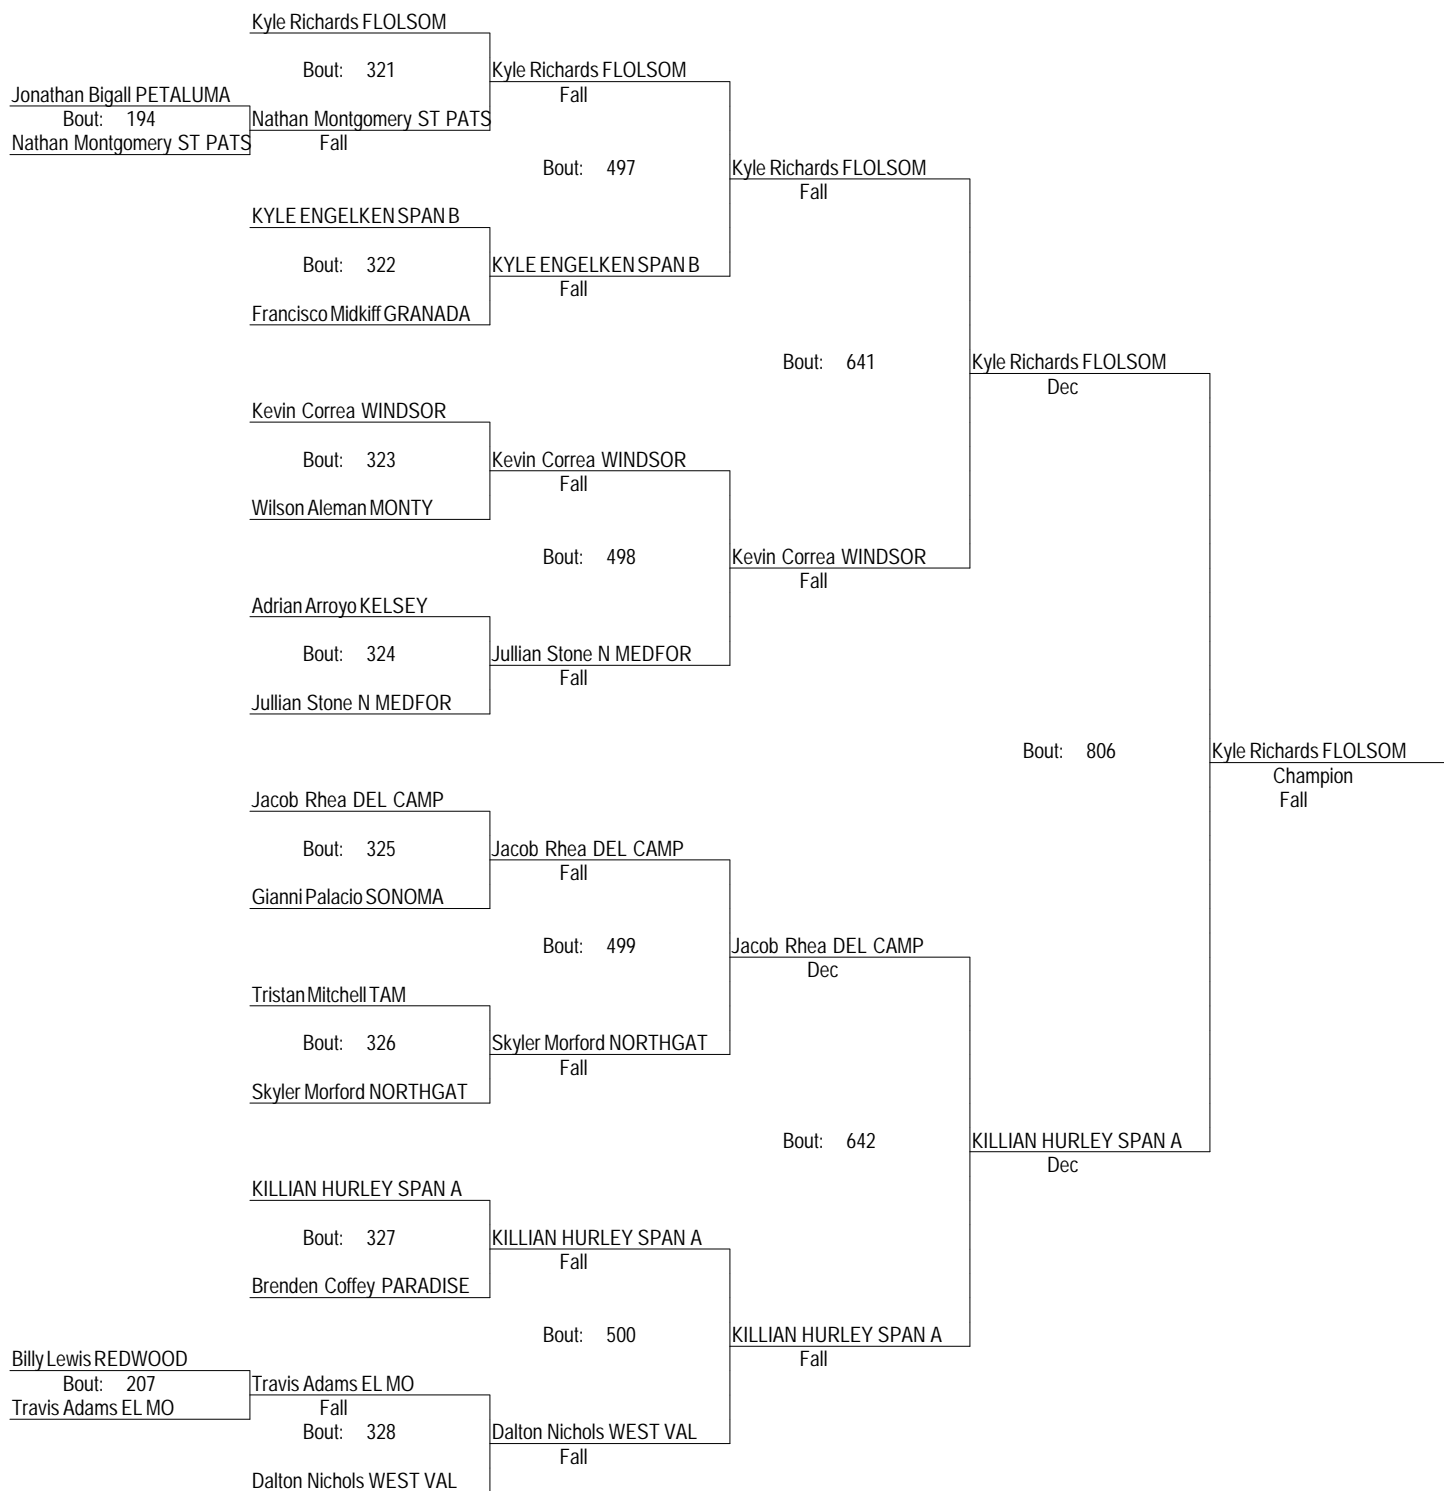 Kyle Richards FLOLSOM
Bout: 321
Kyle Richards FLOLSOM
Fall
Jonathan Bigall PETALUMA
Bout: 194
Nathan Montgomery ST PATS
Nathan Montgomery ST PATS
Fall
Bout: 497
Kyle Richards FLOLSOM
Fall
KYLE ENGELKEN SPAN B
Bout: 322
KYLE ENGELKEN SPAN B
Fall
Francisco Midkiff GRANADA
Bout: 641
Kyle Richards FLOLSOM
Dec
Kevin Correa WINDSOR
Bout: 323
Kevin Correa WINDSOR
Fall
Wilson Aleman MONTY
Bout: 498
Kevin Correa WINDSOR
Fall
Adrian Arroyo KELSEY
Bout: 324
Jullian Stone N MEDFOR
Fall
Jullian Stone N MEDFOR
Bout: 806
Kyle Richards FLOLSOM
Champion
Fall
Jacob Rhea DEL CAMP
Bout: 325
Jacob Rhea DEL CAMP
Fall
Gianni Palacio SONOMA
Bout: 499
Jacob Rhea DEL CAMP
Dec
Tristan Mitchell TAM
Bout: 326
Skyler Morford NORTHGAT
Fall
Skyler Morford NORTHGAT
Bout: 642
KILLIAN HURLEY SPAN A
Dec
KILLIAN HURLEY SPAN A
Bout: 327
KILLIAN HURLEY SPAN A
Fall
Brenden Coffey PARADISE
Bout: 500
KILLIAN HURLEY SPAN A
Fall
Billy Lewis REDWOOD
Bout: 207
Travis Adams EL MO
Travis Adams EL MO
Fall
Bout: 328
Dalton Nichols WEST VAL
Fall
Dalton Nichols WEST VAL